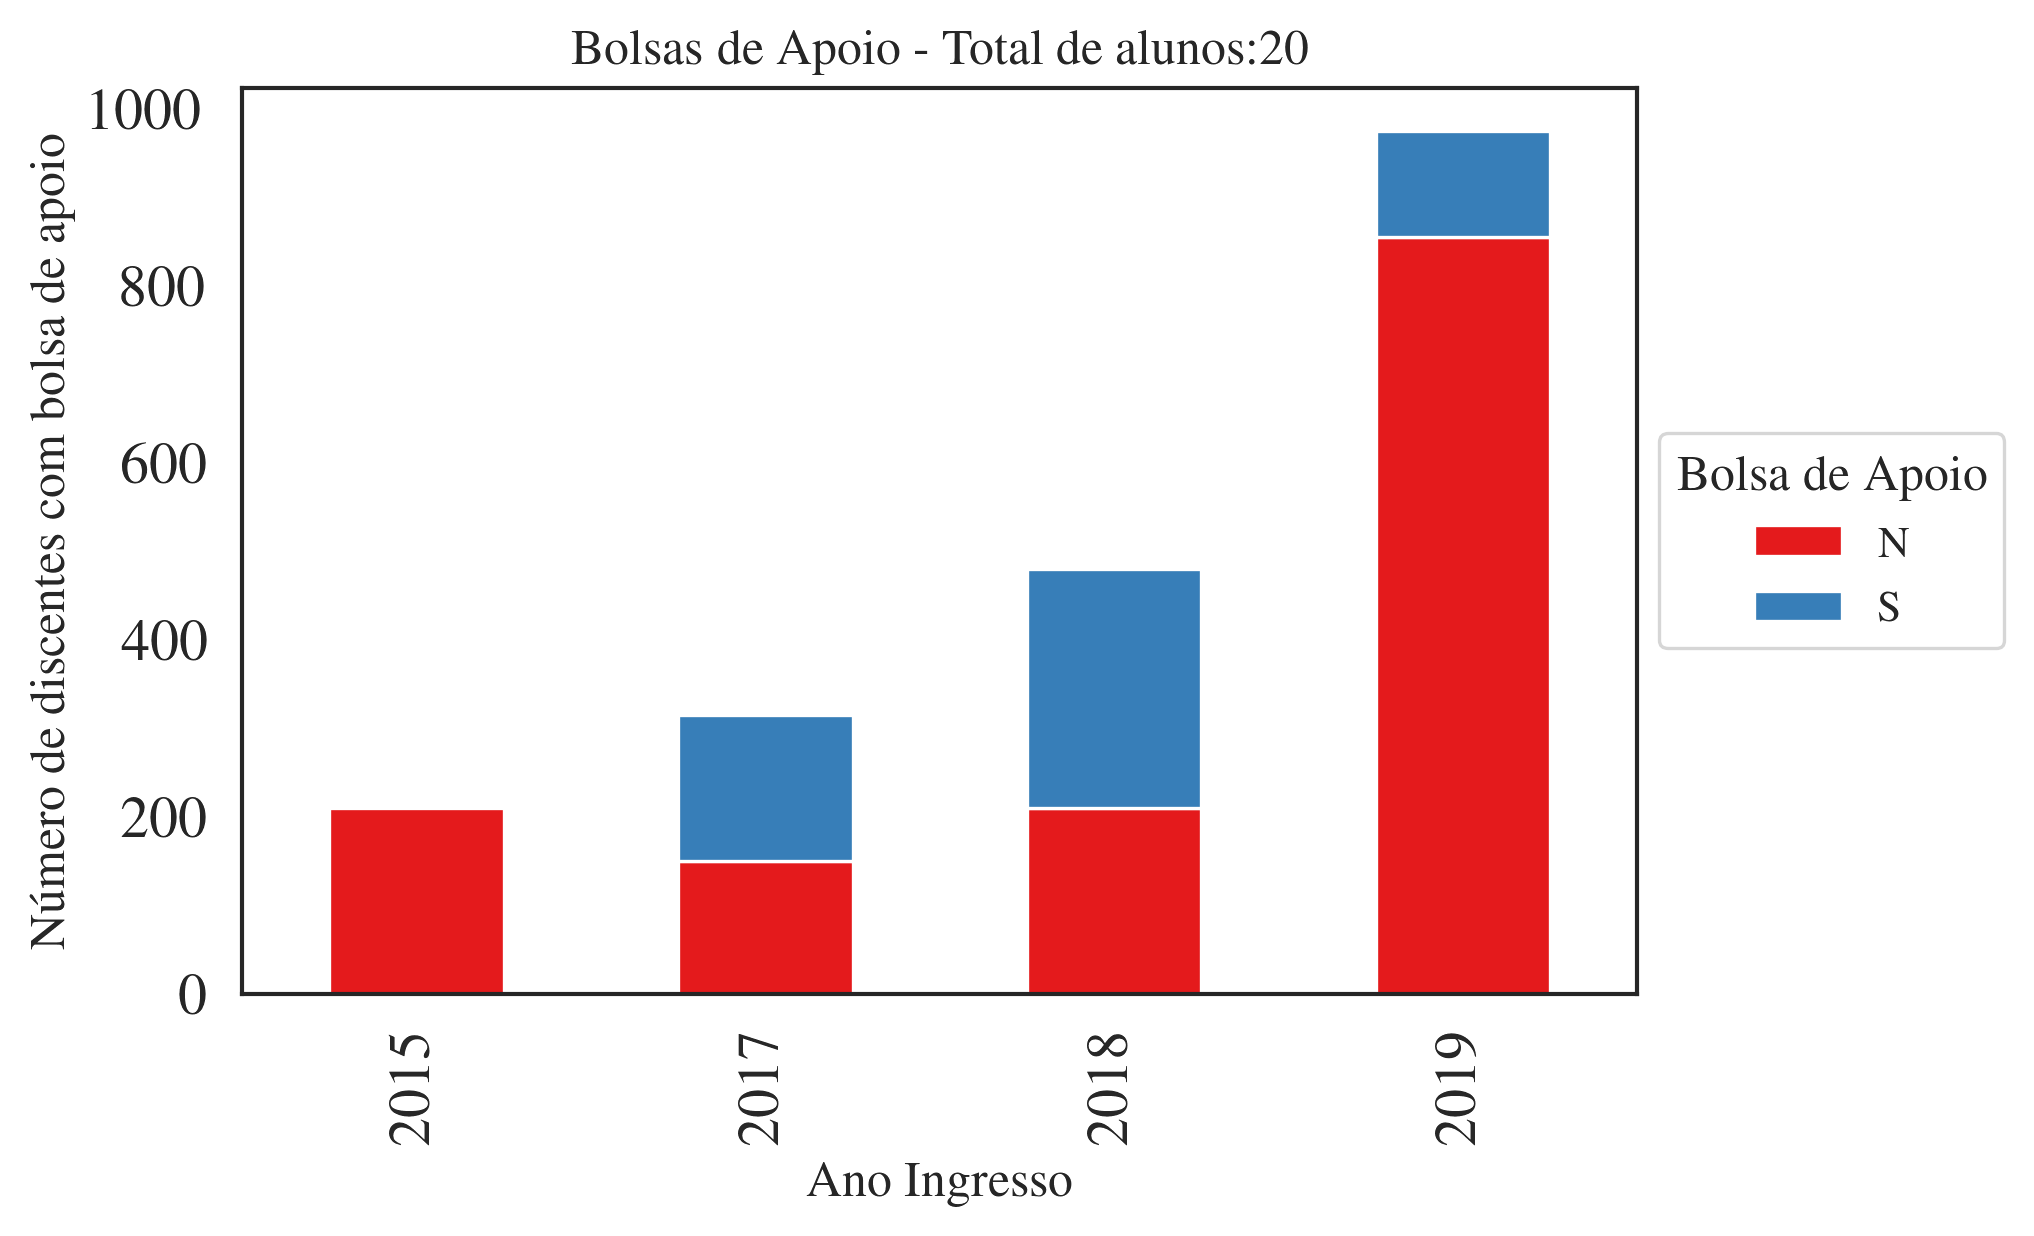 Bolsas de Apoio - Total de alunos:20
1000
800
600
400
200
0
Número de discentes com bolsa de apoio
2015
2017
2018
2019
Ano Ingresso
Bolsa de Apoio
N
S